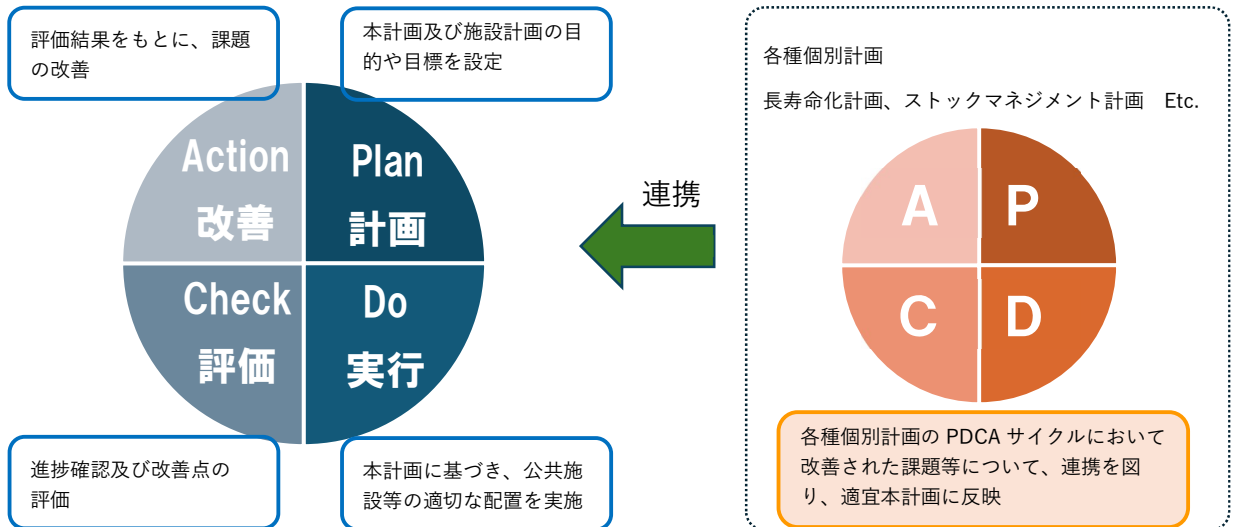 評価結果をもとに、課題
の改善
本計画及び施設計画の目
的や目標を設定
Action
改善
Plan
計画
Check
評価
Do
実行
進捗確認及び改善点の
評価
本計画に基づき、公共施
設等の適切な配置を実施
連携
各種個別計画
長寿命化計画、ストックマネジメント計画　Etc.
A
P
C
D
各種個別計画の PDCA サイクルにおいて
改善された課題等について、連携を図
り、適宜本計画に反映